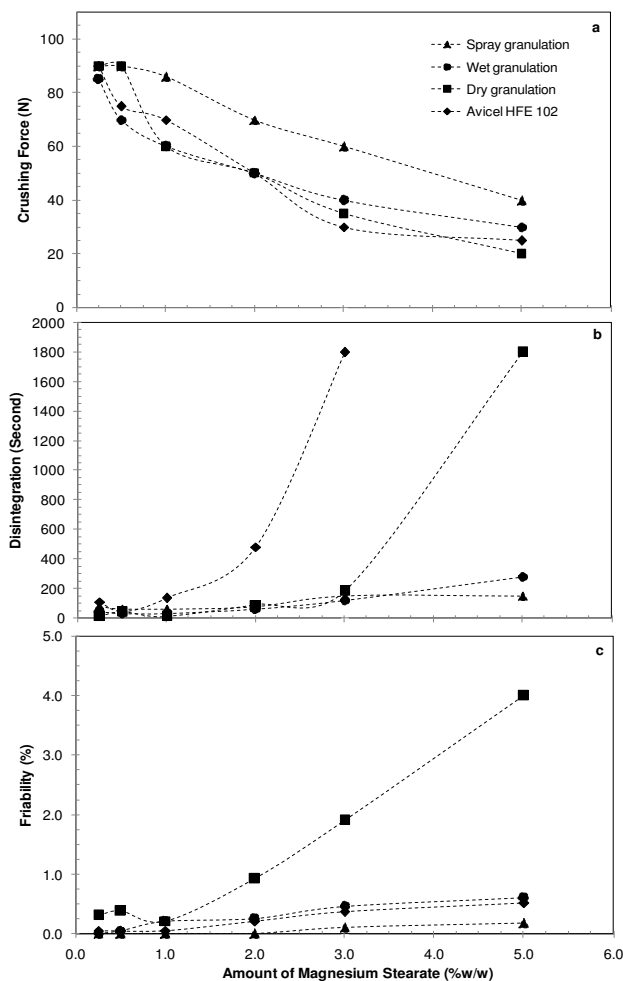 a
100
80
60
40
20
0
Crushing Force (N)
Spray granulation
Wet granulation
Dry granulation
Avicel HFE 102
b
2000
1800
1600
1400
1200
1000
800
600
400
200
0
Disintegration (Second)
c
5.0
4.0
3.0
2.0
1.0
0.0
Friability (%)
0.0 1.0 2.0 3.0 4.0 5.0 6.0
Amount of Magnesium Stearate (%w/w)